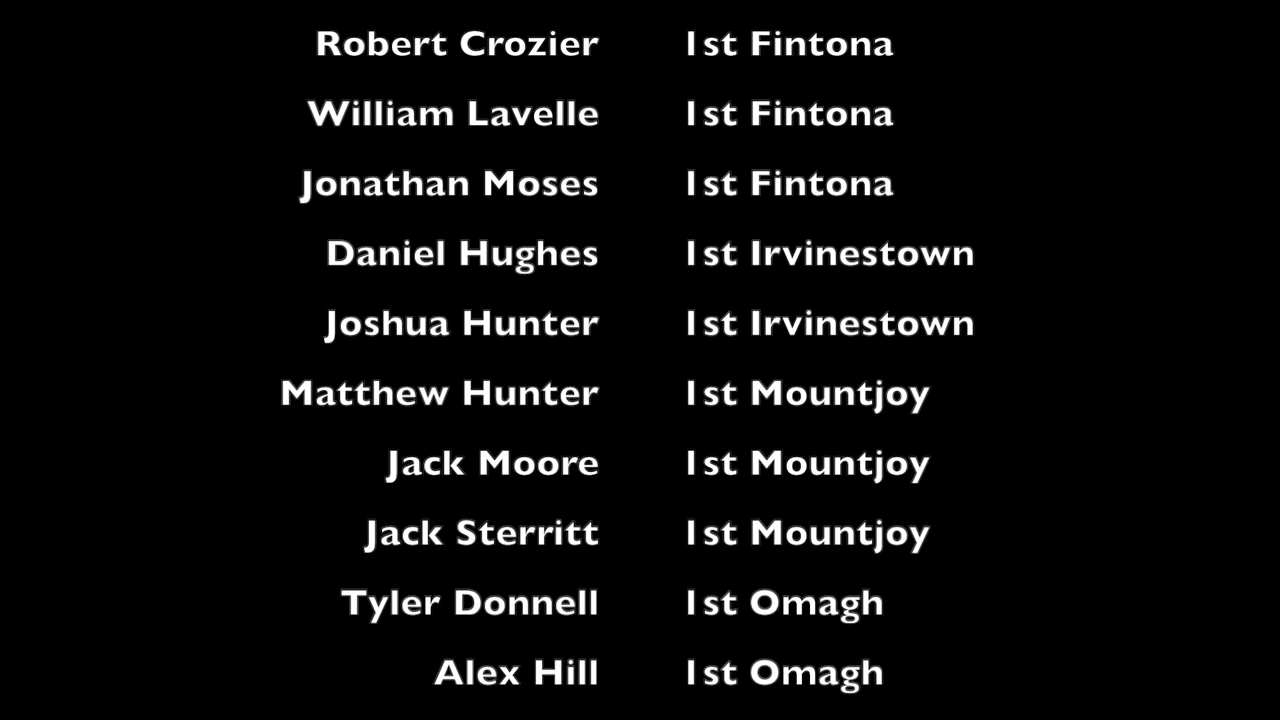 Robert Crozier 1st Fintona
William Lavelle 1st Fintona
Jonathan Moses 1st Fintona
Daniel Hughes 1st Irvinestown
Joshua Hunter 1st Irvinestown
Matthew Hunter 1st Mountjoy
Jack Moore 1st Mountjoy
Jack Sterritt 1st Mountjoy
Tyler Donnell 1st Omagh
Alex Hill 1st Omagh